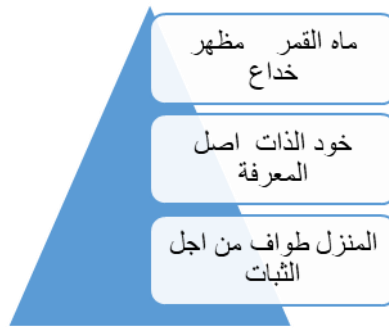 ماه القمر مظهر
خداع
خود الذات اصل
المعرفة
المنزل طواف من اجل
الثبات